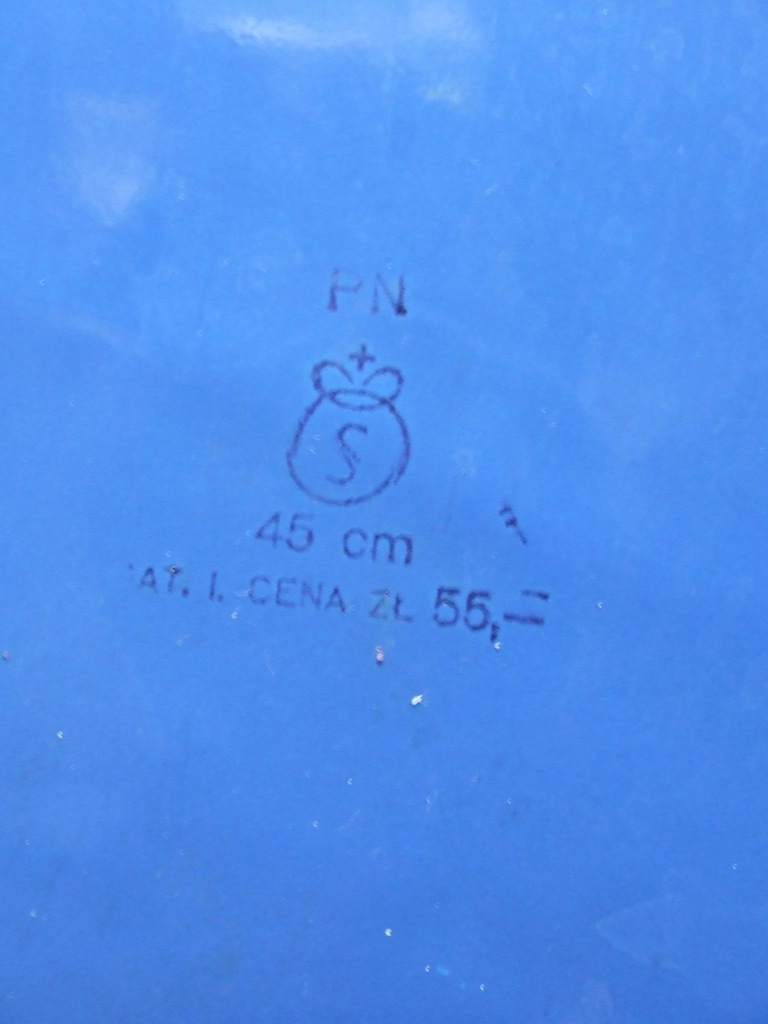 PN
S
45 cm
AT. I. CENA ZŁ 55,=